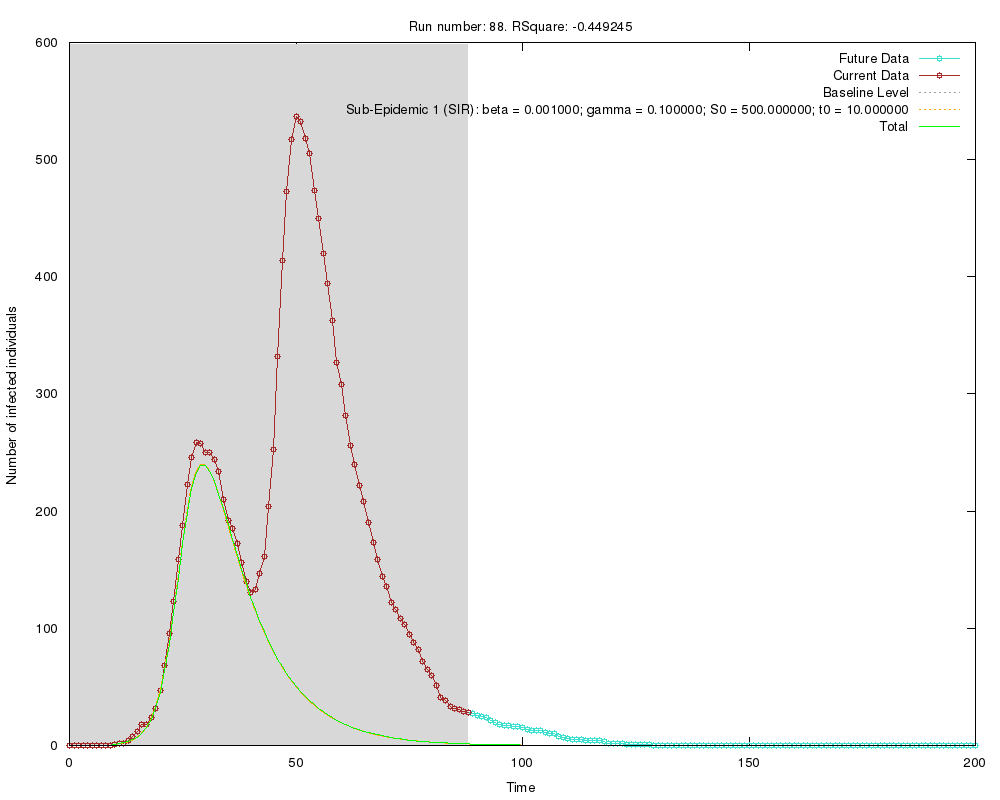 Run number: 88. RSquare: -0.449245
600
500
400
300
200
100
0
0
50
100
150
200
Number of infected individuals
Time
Future Data
Current Data
Baseline Level
Sub-Epidemic 1 (SIR): beta = 0.001000; gamma = 0.100000; S0 = 500.000000; t0 = 10.000000
Total